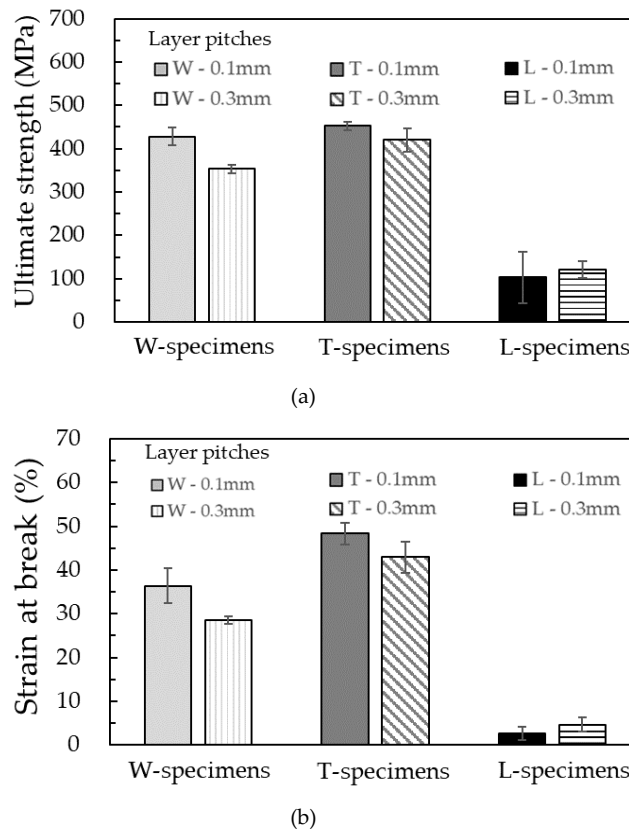 Ultimate strength (MPa)
700
600
500
400
300
200
100
0
Layer pitches
W - 0.1mm T - 0.1mm L - 0.1mm
W - 0.3mm T - 0.3mm L - 0.3mm
W-specimens T-specimens L-specimens
(a)
Strain at break (%)
70
60
50
40
30
20
10
0
Layer pitches
W - 0.1mm T - 0.1mm L - 0.1mm
W - 0.3mm T - 0.3mm L - 0.3mm
W-specimens T-specimens L-specimens
(b)